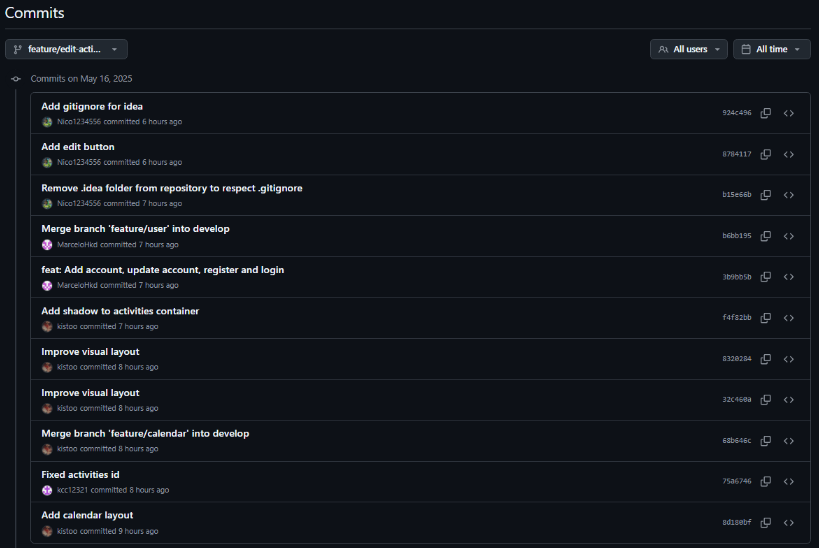 Commits
feature/edit-acti...
All users
All time
Commits on May 16, 2025
Add gitignore for idea
Nico1234556 committed 6 hours ago
924c496
Add edit button
Nico1234556 committed 6 hours ago
8784117
Remove .idea folder from repository to respect .gitignore
Nico1234556 committed 7 hours ago
b15e66b
Merge branch 'feature/user' into develop
MarceloHkd committed 7 hours ago
b6bb195
feat: Add account, update account, register and login
MarceloHkd committed 7 hours ago
3b9bb5b
Add shadow to activities container
kistoo committed 7 hours ago
f4f82bb
Improve visual layout
kistoo committed 8 hours ago
8320284
Improve visual layout
kistoo committed 8 hours ago
32c460a
Merge branch 'feature/calendar' into develop
kistoo committed 8 hours ago
68b646c
Fixed activities id
kcc12321 committed 8 hours ago
75a6746
Add calendar layout
kistoo committed 9 hours ago
8d180bf